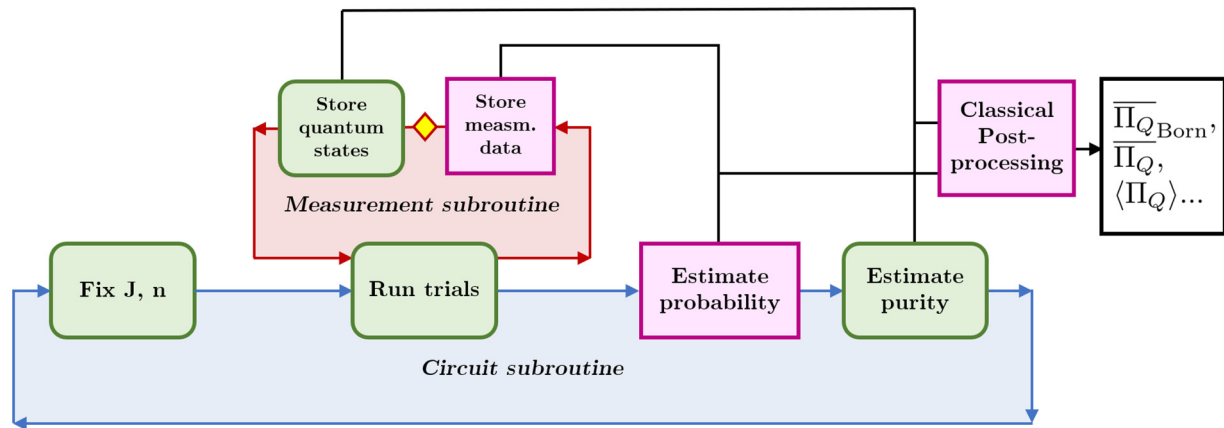 Store
quantum
states
Store
measm.
data
Classical
Post-
processing
$\overline{\Pi_Q}_{\text{Born}}$,
$\overline{\Pi_Q}$,
$\langle \Pi_Q \rangle$...
Measurement subroutine
Fix J, n
Run trials
Estimate
probability
Estimate
purity
Circuit subroutine